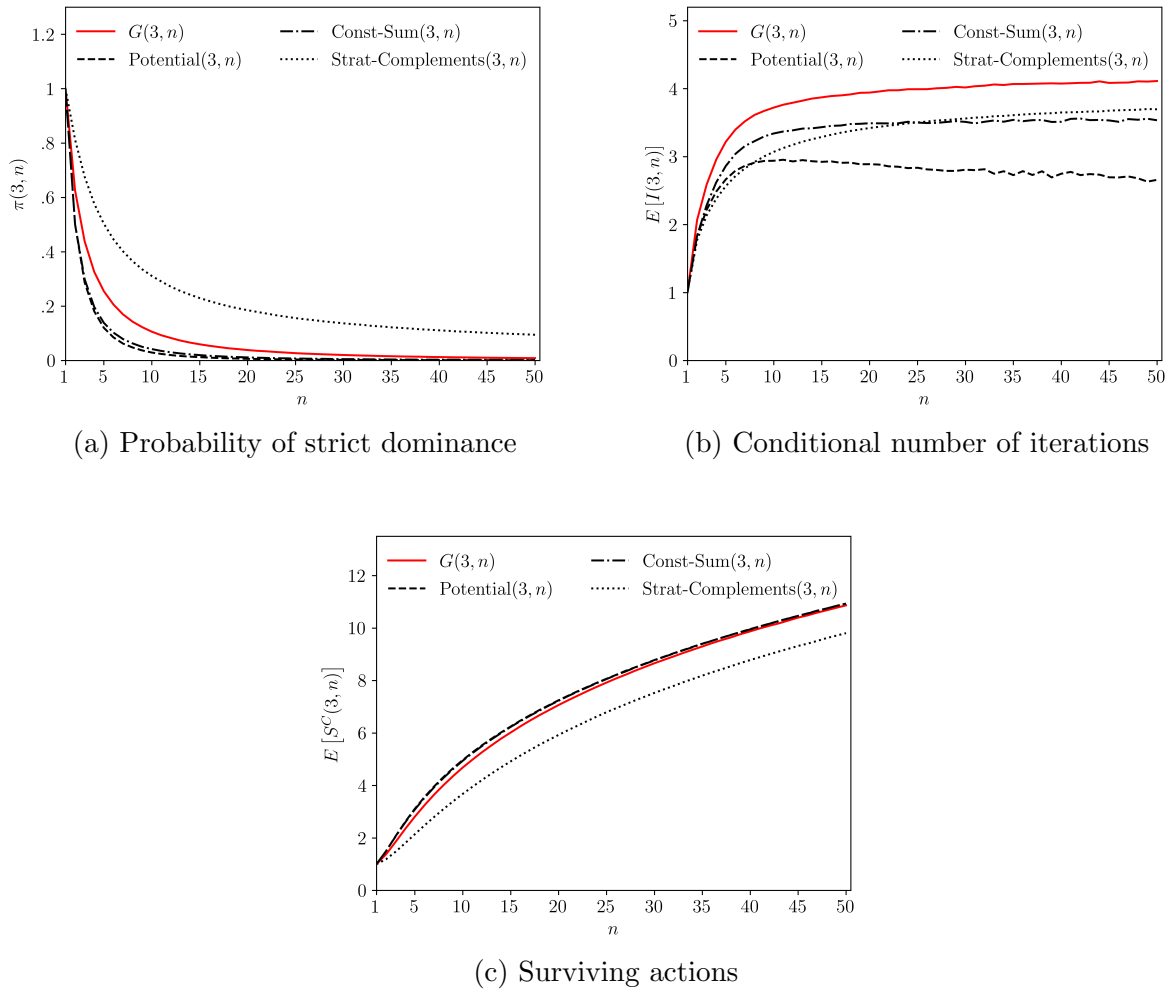 G(3, n)
Potential(3, n)
Const-Sum(3, n)
Strat-Complements(3, n)
π(3, n)
1.2
1
.8
.6
.4
.2
0
1 5 10 15 20 25 30 35 40 45 50
n
(a) Probability of strict dominance
G(3, n)
Potential(3, n)
Const-Sum(3, n)
Strat-Complements(3, n)
E [I(3, n)]
5
4
3
2
1
0
1 5 10 15 20 25 30 35 40 45 50
n
(b) Conditional number of iterations
G(3, n)
Potential(3, n)
Const-Sum(3, n)
Strat-Complements(3, n)
E [S^C(3, n)]
12
10
8
6
4
2
0
1 5 10 15 20 25 30 35 40 45 50
n
(c) Surviving actions